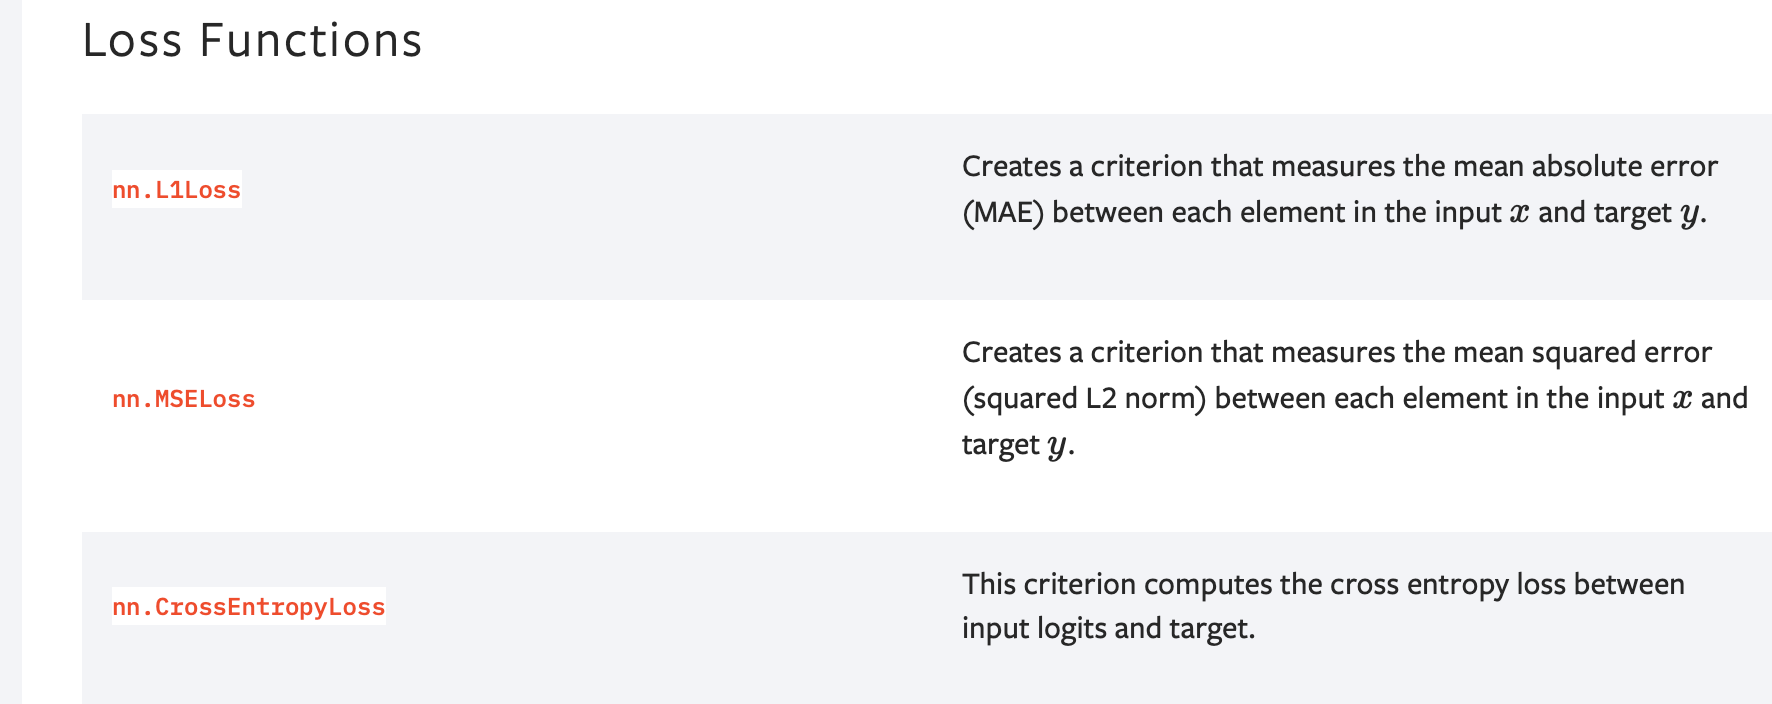 Loss Functions
nn.L1Loss
Creates a criterion that measures the mean absolute error
(MAE) between each element in the input x and target y.
nn.MSELoss
Creates a criterion that measures the mean squared error
(squared L2 norm) between each element in the input x and
target y.
nn.CrossEntropyLoss
This criterion computes the cross entropy loss between
input logits and target.